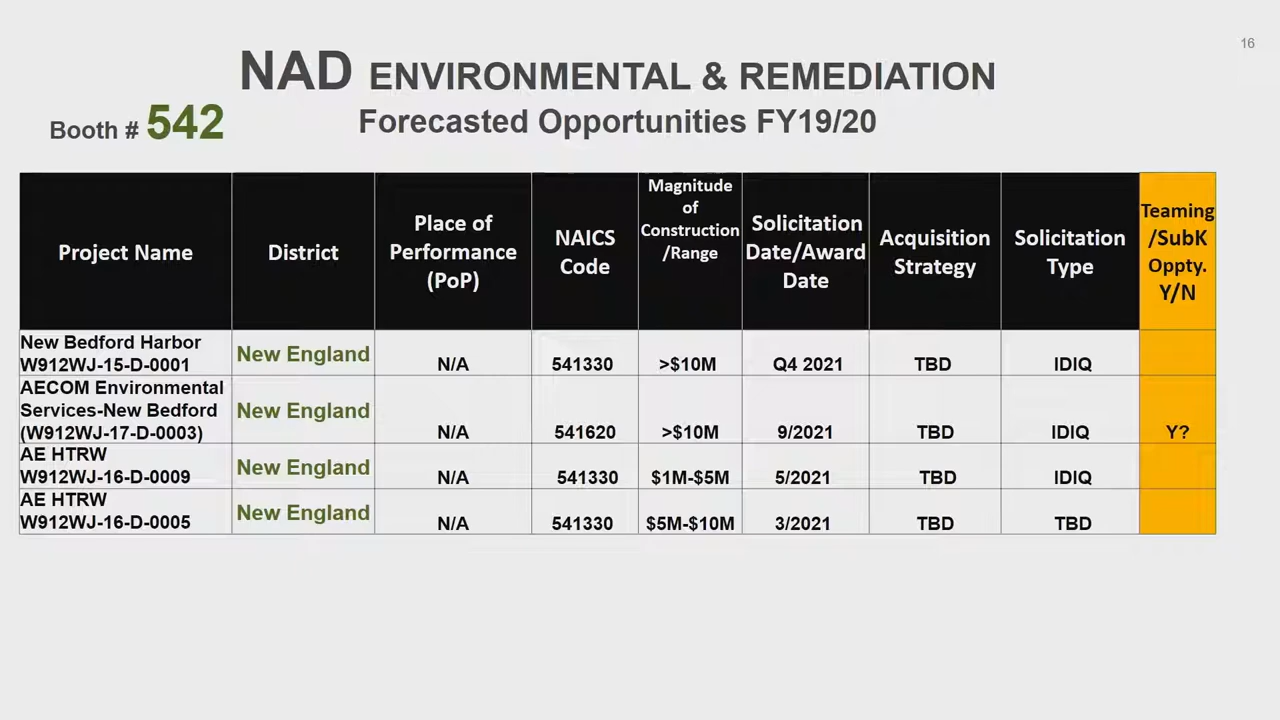 16
NAD ENVIRONMENTAL & REMEDIATION
Booth # 542
Forecasted Opportunities FY19/20
Project Name
District
Place of
Performance
(PoP)
NAICS
Code
Magnitude
of
Construction
/Range
Solicitation
Date/Award
Date
Acquisition
Strategy
Solicitation
Type
Teaming
/SubK
Oppty.
Y/N
New Bedford Harbor
W912WJ-15-D-0001
New England
N/A
541330
>$10M
Q4 2021
TBD
IDIQ
AECOM Environmental
Services-New Bedford
(W912WJ-17-D-0003)
New England
N/A
541620
>$10M
9/2021
TBD
IDIQ
Y?
AE HTRW
W912WJ-16-D-0009
New England
N/A
541330
$1M-$5M
5/2021
TBD
IDIQ
AE HTRW
W912WJ-16-D-0005
New England
N/A
541330
$5M-$10M
3/2021
TBD
TBD